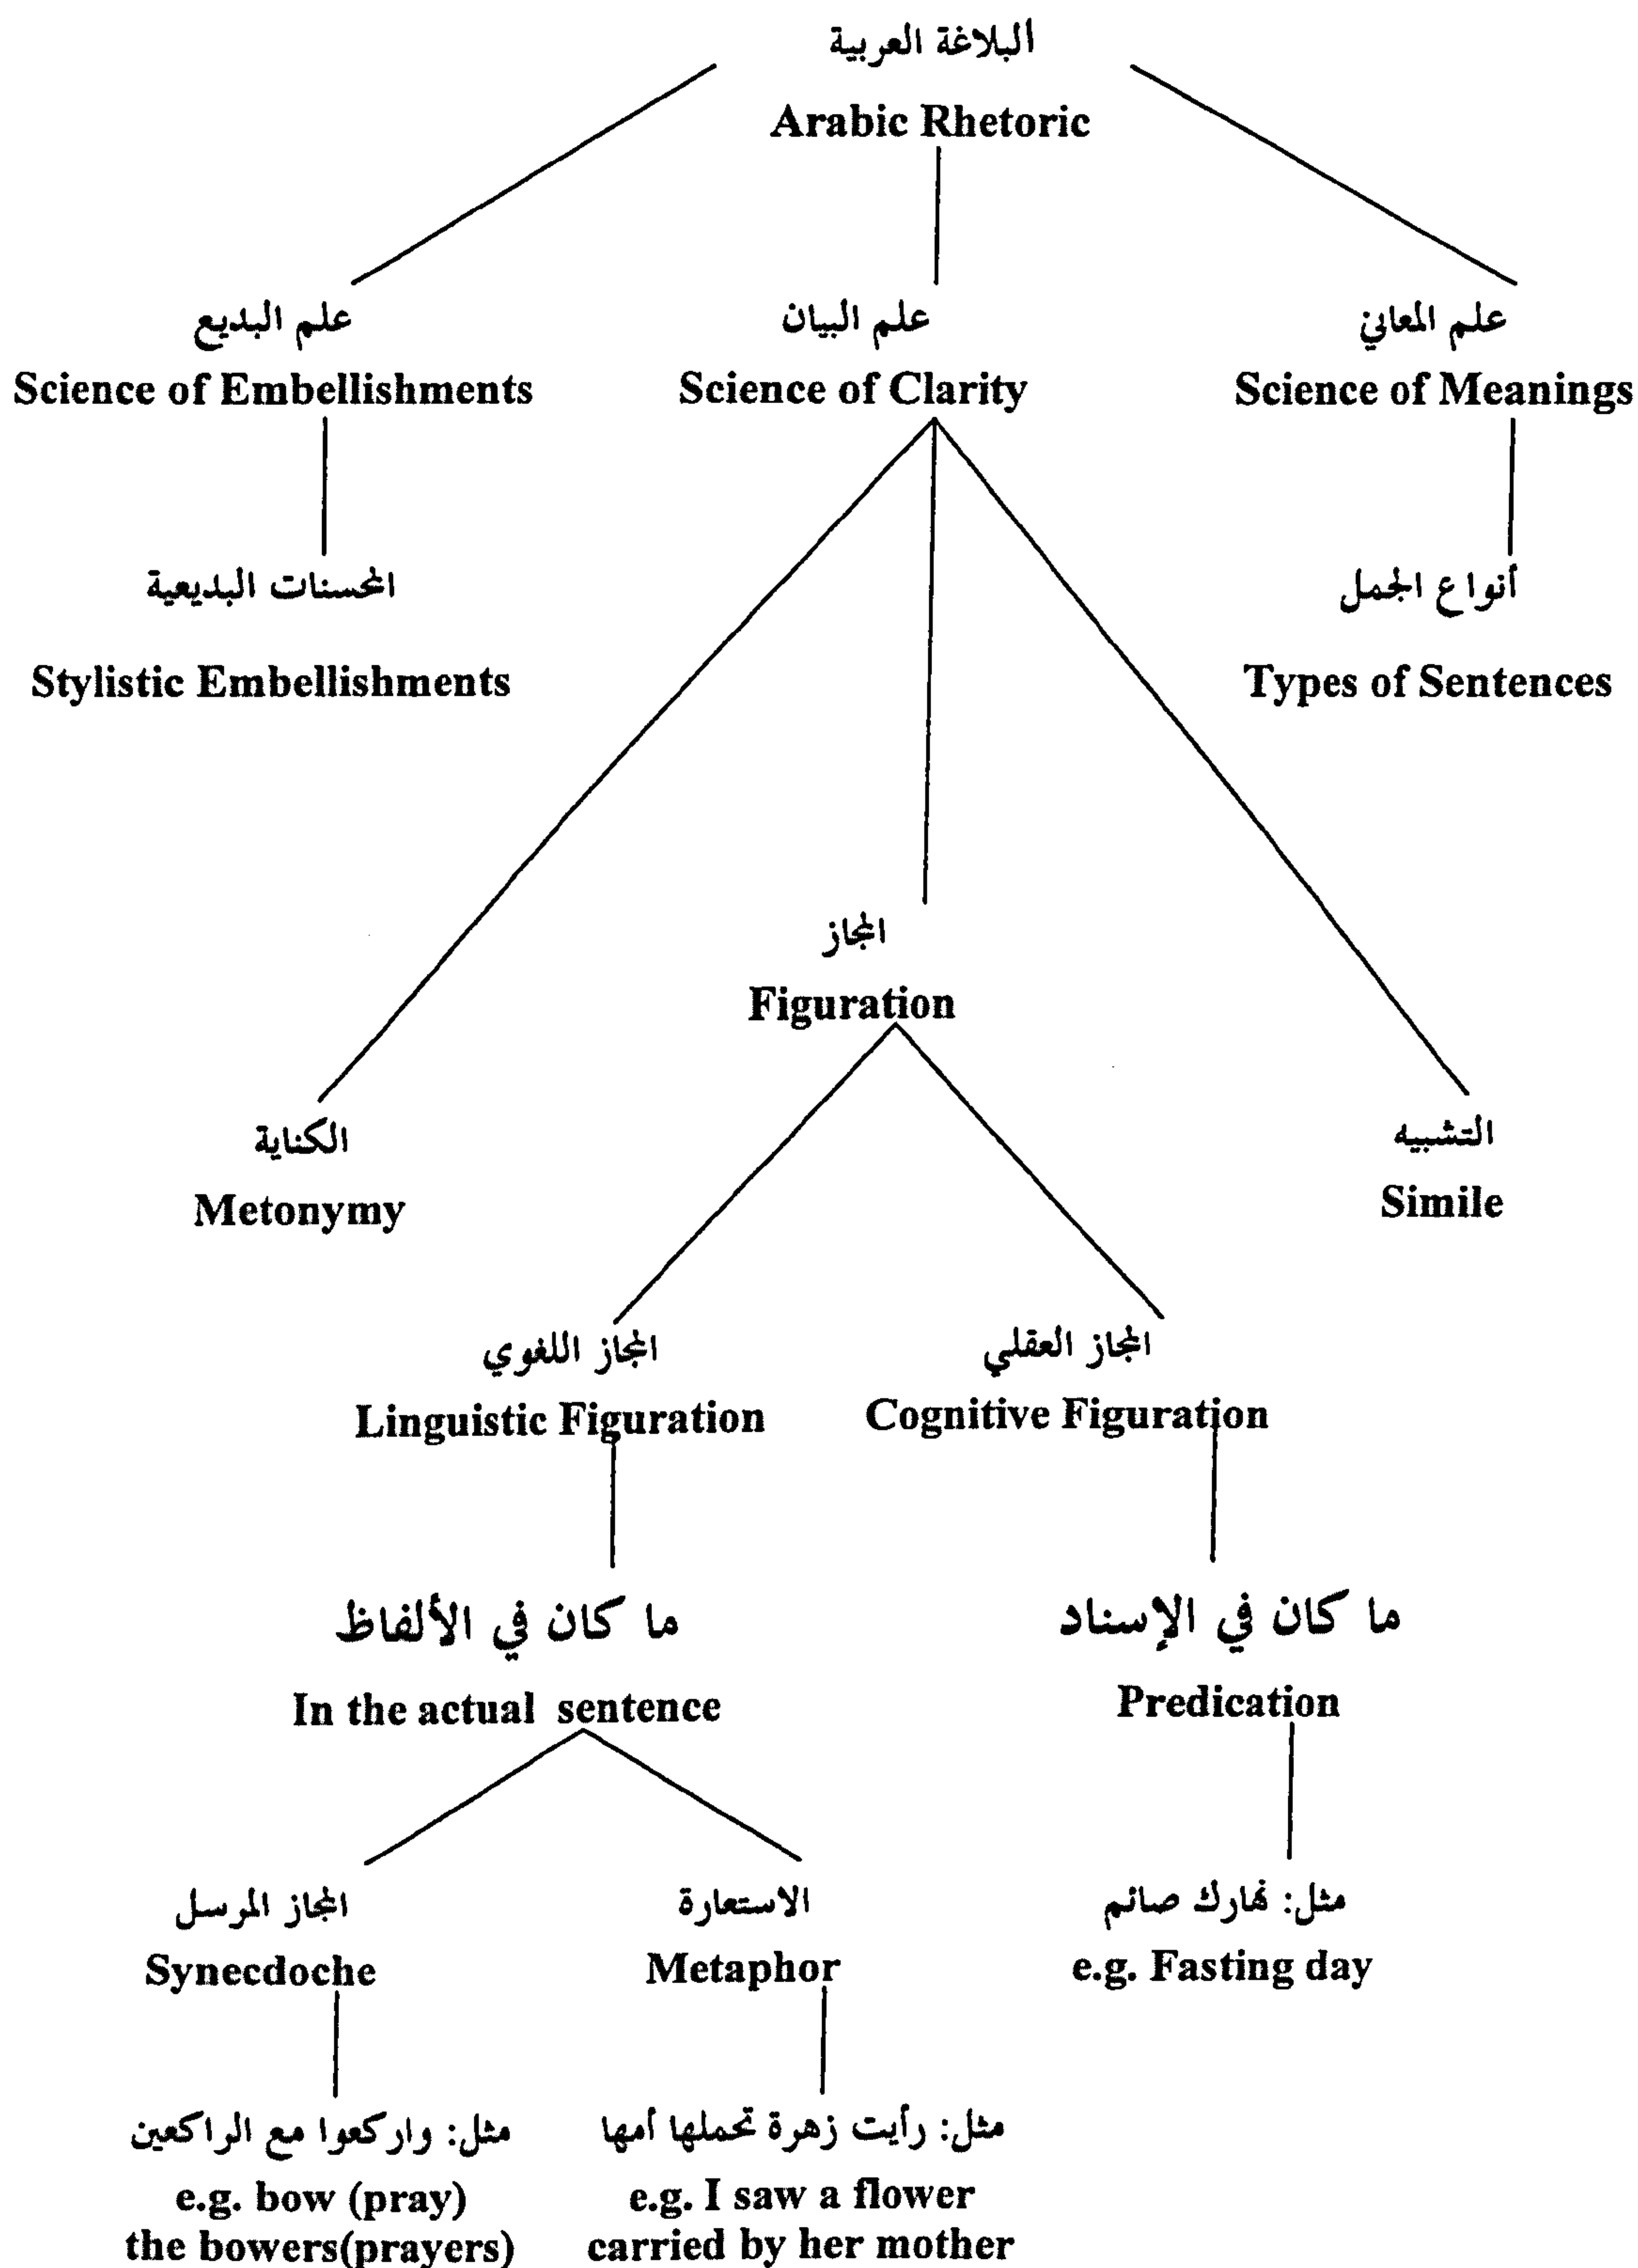 البلاغة العربية
Arabic Rhetoric
علم البديع
علم البيان
علم المعاني
Science of Embellishments
Science of Clarity
Science of Meanings
المحسنات البديعية
أنواع الجمل
Stylistic Embellishments
Types of Sentences
المجاز
Figuration
الكناية
التشبيه
Metonymy
Simile
المجاز اللغوي
المجاز العقلي
Linguistic Figuration
Cognitive Figuration
ما كان في الألفاظ
ما كان في الإسناد
In the actual sentence
Predication
المجاز المرسل
الاستعارة
مثل: نهارك صائم
Synecdoche
Metaphor
e.g. Fasting day
مثل: واركعوا مع الراكعين
مثل: رأيت زهرة تحملها أمها
e.g. bow (pray)
e.g. I saw a flower
the bowers(prayers)
carried by her mother